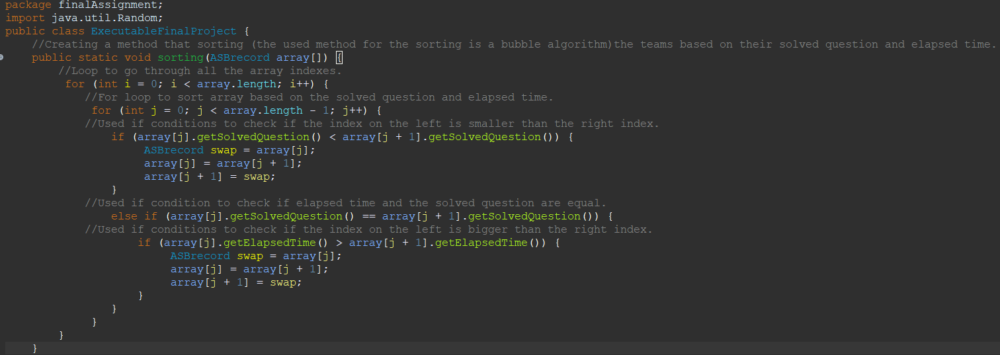 package finalAssignment;
import java.util.Random;
public class ExecutableFinalProject {
//Creating a method that sorting (the used method for the sorting is a bubble algorithm)the teams based on their solved question and elapsed time.
public static void sorting(ASBrecord array[]) {
//Loop to go through all the array indexes.
for (int i = 0; i < array.length; i++) {
//For loop to sort array based on the solved question and elapsed time.
for (int j = 0; j < array.length - 1; j++) {
//Used if conditions to check if the index on the left is smaller than the right index.
if (array[j].getSolvedQuestion() < array[j + 1].getSolvedQuestion()) {
ASBrecord swap = array[j];
array[j] = array[j + 1];
array[j + 1] = swap;
}
//Used if condition to check if elapsed time and the solved question are equal.
else if (array[j].getSolvedQuestion() == array[j + 1].getSolvedQuestion()) {
//Used if conditions to check if the index on the left is bigger than the right index.
if (array[j].getElapsedTime() > array[j + 1].getElapsedTime()) {
ASBrecord swap = array[j];
array[j] = array[j + 1];
array[j + 1] = swap;
}
}
}
}
}